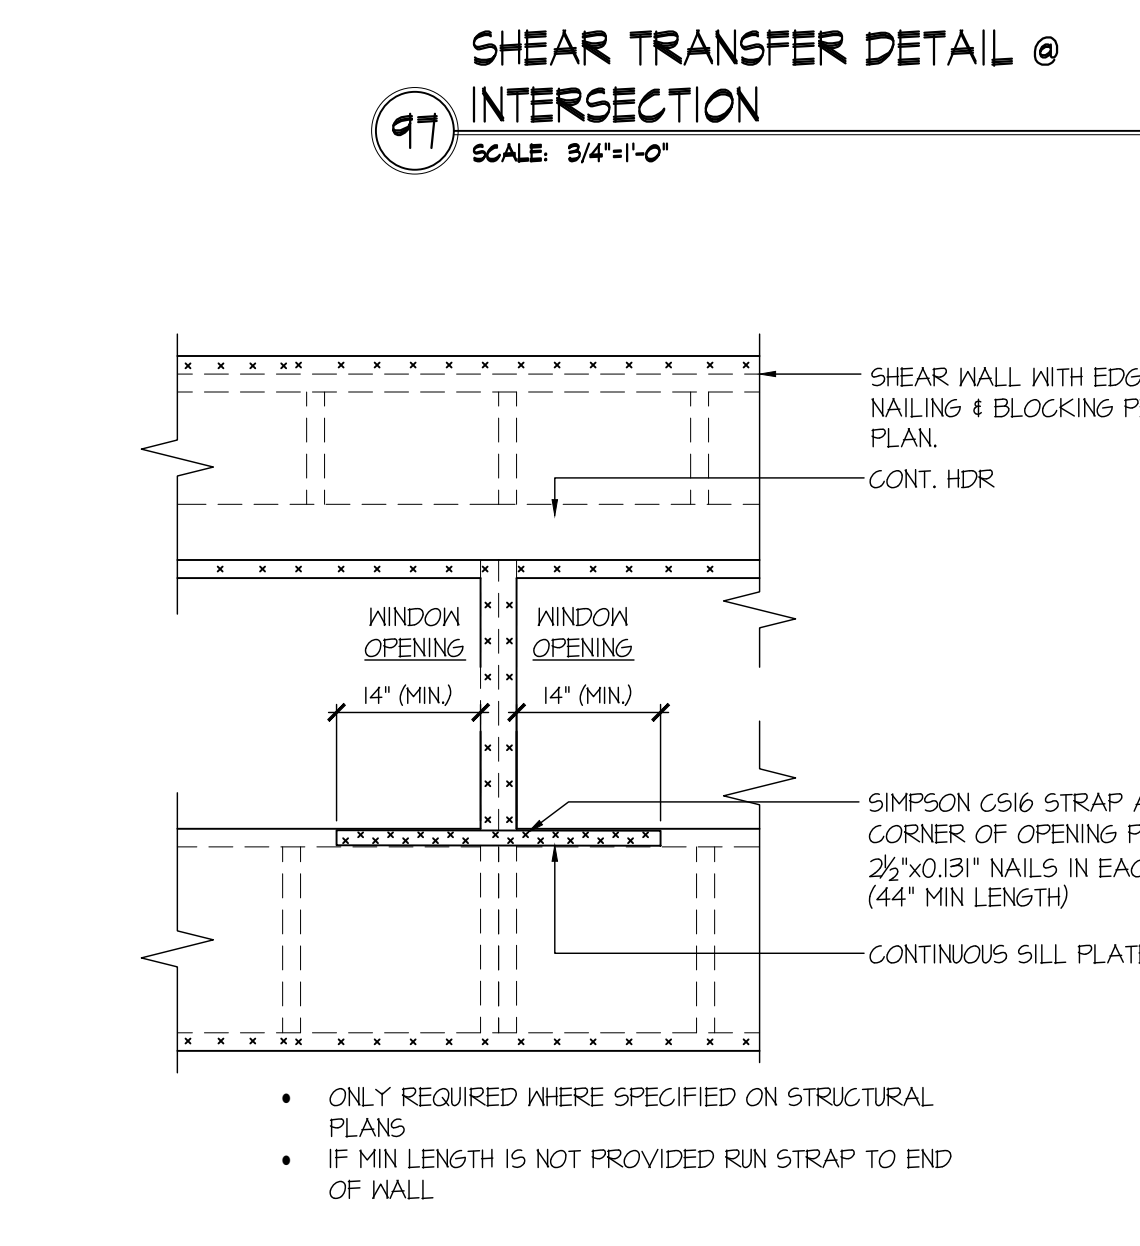 SHEAR TRANSFER DETAIL @
INTERSECTION
97
SCALE: 3/4"=1'-0"
SHEAR WALL WITH EDG
NAILING & BLOCKING P
PLAN.
CONT. HDR
WINDOW
OPENING
WINDOW
OPENING
14" (MIN.)
14" (MIN.)
SIMPSON CS16 STRAP A
CORNER OF OPENING P
2½"x0.131" NAILS IN EAC
(44" MIN LENGTH)
CONTINUOUS SILL PLATE
• ONLY REQUIRED WHERE SPECIFIED ON STRUCTURAL
PLANS
• IF MIN LENGTH IS NOT PROVIDED RUN STRAP TO END
OF WALL